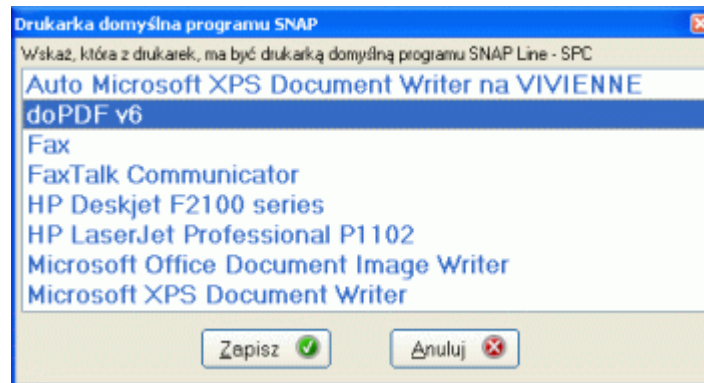 Drukarka domyślna programu SNAP
Wskaż, która z drukarek, ma być drukarką domyślną programu SNAP Line - SPC
Auto Microsoft XPS Document Writer na VIVIENNE
doPDF v6
Fax
FaxTalk Communicator
HP Deskjet F2100 series
HP LaserJet Professional P1102
Microsoft Office Document Image Writer
Microsoft XPS Document Writer
Zapisz
Anuluj